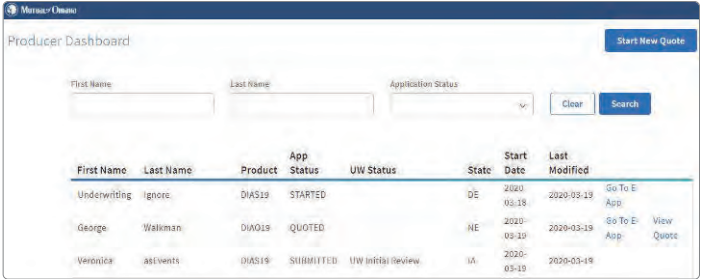 Mutual of Omaha
Producer Dashboard
Start New Quote
First Name Last Name Application Status
Clear Search
First Name Last Name Product App Status UW Status State Start Date Last Modified
Underwriting Ignore DIAS19 STARTED DE 2020-03-18 2020-03-19 Go To E-App
George Walkman DIAO19 QUOTED NE 2020-03-19 2020-03-19 Go To E-App View Quote
Veronica asEvents DIAS19 SUBMITTED UW Initial Review IA 2020-03-19 2020-03-19